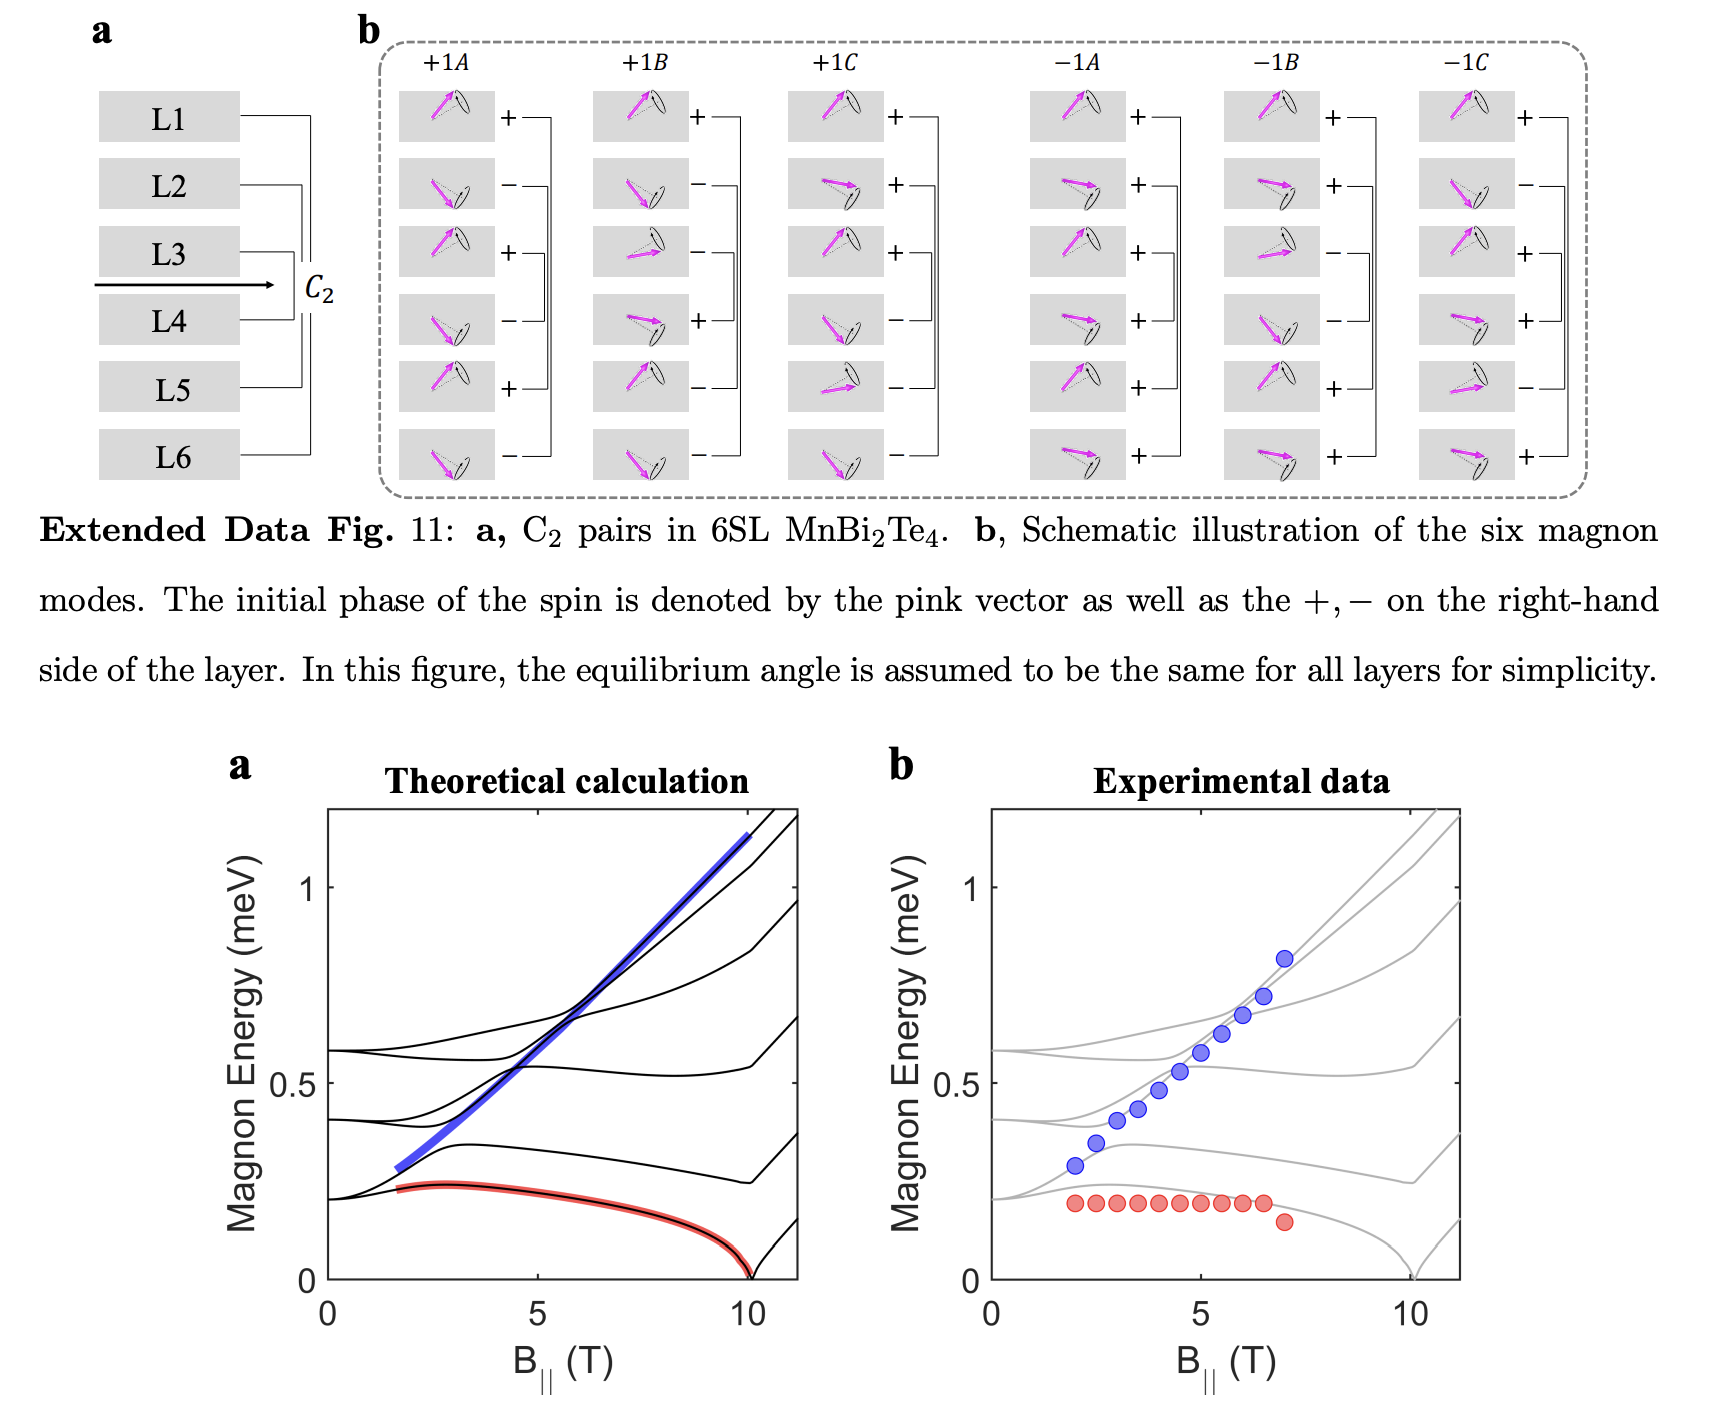 a
b
+1A +1B +1C −1A −1B −1C
L1 + + + + + +
L2 − − + + + −
L3 + − + + − +
C2
L4 − + − + − +
L5 + − − + + −
L6 − − − + + +
Extended Data Fig. 11: a, C2 pairs in 6SL MnBi2Te4. b, Schematic illustration of the six magnon
modes. The initial phase of the spin is denoted by the pink vector as well as the +, − on the right-hand
side of the layer. In this figure, the equilibrium angle is assumed to be the same for all layers for simplicity.
a
Theoretical calculation
Magnon Energy (meV)
1
0.5
0
0 5 10
B|| (T)
b
Experimental data
Magnon Energy (meV)
1
0.5
0
0 5 10
B|| (T)